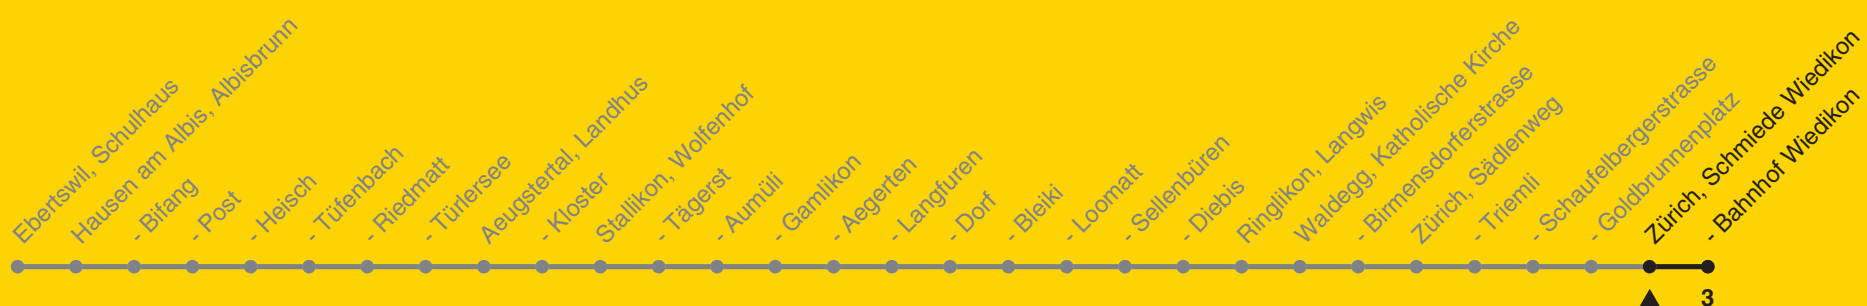 Ebertswil, Schulhaus
Hausen am Albis, Albisbrunn
- Bifang
- Post
- Heisch
- Tüfenbach
- Riedmatt
- Türlersee
Aeugstertal, Landhus
- Kloster
Stallikon, Wolfenhof
- Tägerst
- Aumüli
- Gamlikon
- Aegerten
- Langfuren
- Dorf
- Bleiki
- Loomatt
- Sellenbüren
- Diebis
Ringlikon, Langwis
Waldegg, Katholische Kirche
- Birmensdorferstrasse
Zürich, Sädlenweg
- Triemli
- Schaufelbergerstrasse
- Goldbrunnenplatz
Zürich, Schmiede Wiedikon
- Bahnhof Wiedikon
3